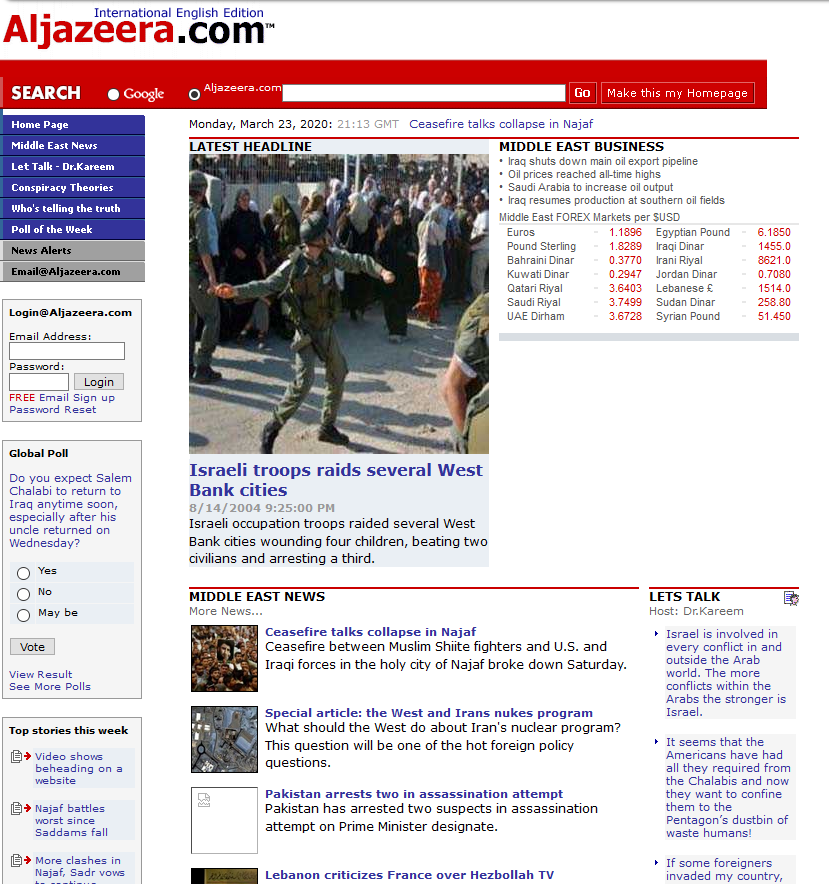 International English Edition
Aljazeera.com™
SEARCH
Google
Aljazeera.com
Go
Make this my Homepage
Home Page
Middle East News
Let Talk - Dr.Kareem
Conspiracy Theories
Who's telling the truth
Poll of the Week
News Alerts
Email@Aljazeera.com
Login@Aljazeera.com
Email Address:
Password:
Login
FREE Email Sign up
Password Reset
Global Poll
Do you expect Salem
Chalabi to return to
Iraq anytime soon,
especially after his
uncle returned on
Wednesday?
Yes
No
May be
Vote
View Result
See More Polls
Top stories this week
Video shows
beheading on a
website
Najaf battles
worst since
Saddams fall
More clashes in
Najaf, Sadr vows
to continue
Monday, March 23, 2020: 21:13 GMT Ceasefire talks collapse in Najaf
LATEST HEADLINE
Israeli troops raids several West
Bank cities
8/14/2004 9:25:00 PM
Israeli occupation troops raided several West
Bank cities wounding four children, beating two
civilians and arresting a third.
MIDDLE EAST BUSINESS
• Iraq shuts down main oil export pipeline
• Oil prices reached all-time highs
• Saudi Arabia to increase oil output
• Iraq resumes production at southern oil fields
Middle East FOREX Markets per $USD
Euros - 1.1896 Egyptian Pound - 6.1850
Pound Sterling - 1.8289 Iraqi Dinar - 1455.0
Bahraini Dinar - 0.3770 Irani Riyal - 8621.0
Kuwati Dinar - 0.2947 Jordan Dinar - 0.7080
Qatari Riyal - 3.6403 Lebanese £ - 1514.0
Saudi Riyal - 3.7499 Sudan Dinar - 258.80
UAE Dirham - 3.6728 Syrian Pound - 51.450
MIDDLE EAST NEWS
More News...
Ceasefire talks collapse in Najaf
Ceasefire between Muslim Shiite fighters and U.S. and
Iraqi forces in the holy city of Najaf broke down Saturday.
Special article: the West and Irans nukes program
What should the West do about Iran's nuclear program?
This question will be one of the hot foreign policy
questions.
Pakistan arrests two in assassination attempt
Pakistan has arrested two suspects in assassination
attempt on Prime Minister designate.
Lebanon criticizes France over Hezbollah TV
LETS TALK
Host: Dr.Kareem
Israel is involved in
every conflict in and
outside the Arab
world. The more
conflicts within the
Arabs the stronger is
Israel.
It seems that the
Americans have had
all they required from
the Chalabis and now
they want to confine
them to the
Pentagon’s dustbin of
waste humans!
If some foreigners
invaded my country,